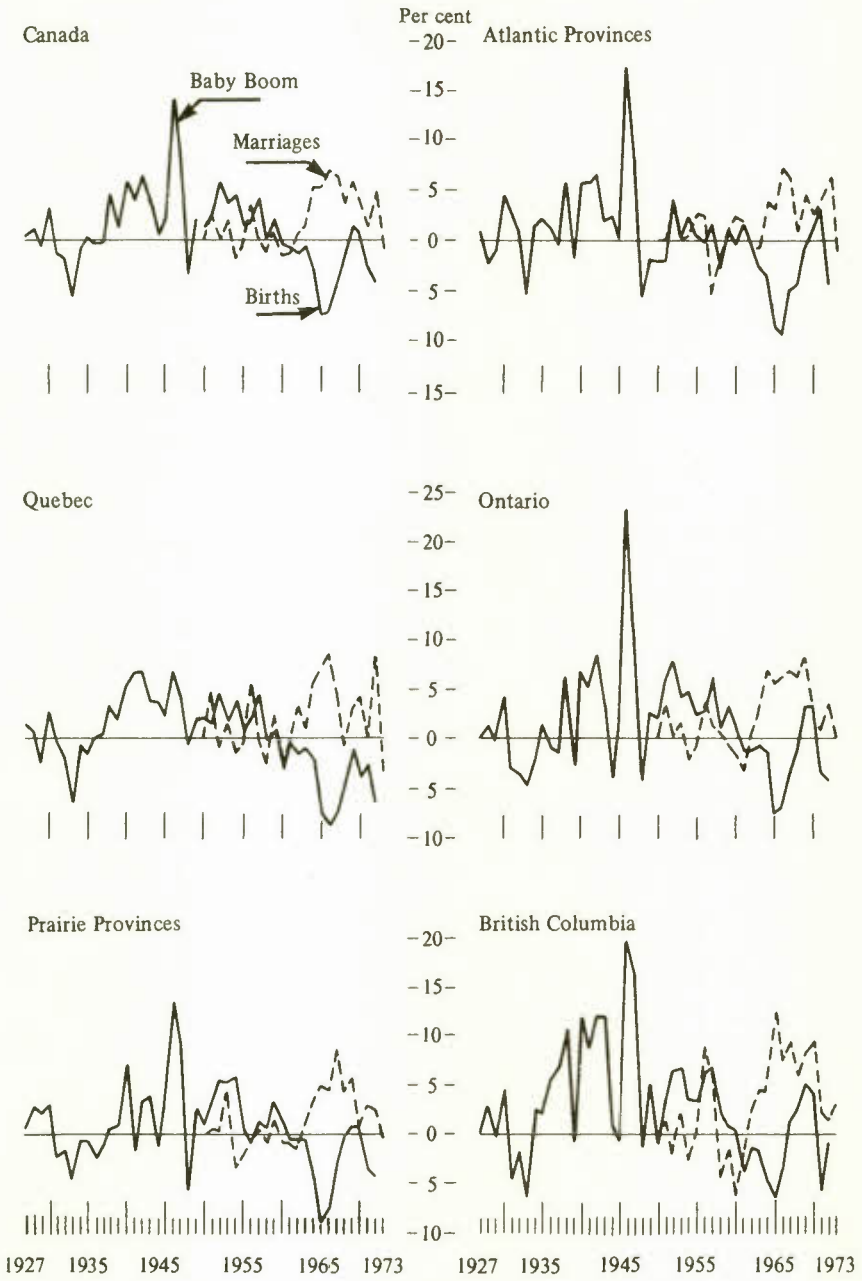 Per cent
Canada
Atlantic Provinces
-20-
Baby Boom
-15-
-10-
Marriages
-5-
-0-
Births
-5-
-10-
-15-
Quebec
Ontario
-25-
-20-
-15-
-10-
-5-
-0-
-5-
-10-
Prairie Provinces
British Columbia
-20-
-15-
-10-
-5-
-0-
-5-
-10-
1927 1935 1945 1955 1965 1973 1927 1935 1945 1955 1965 1973